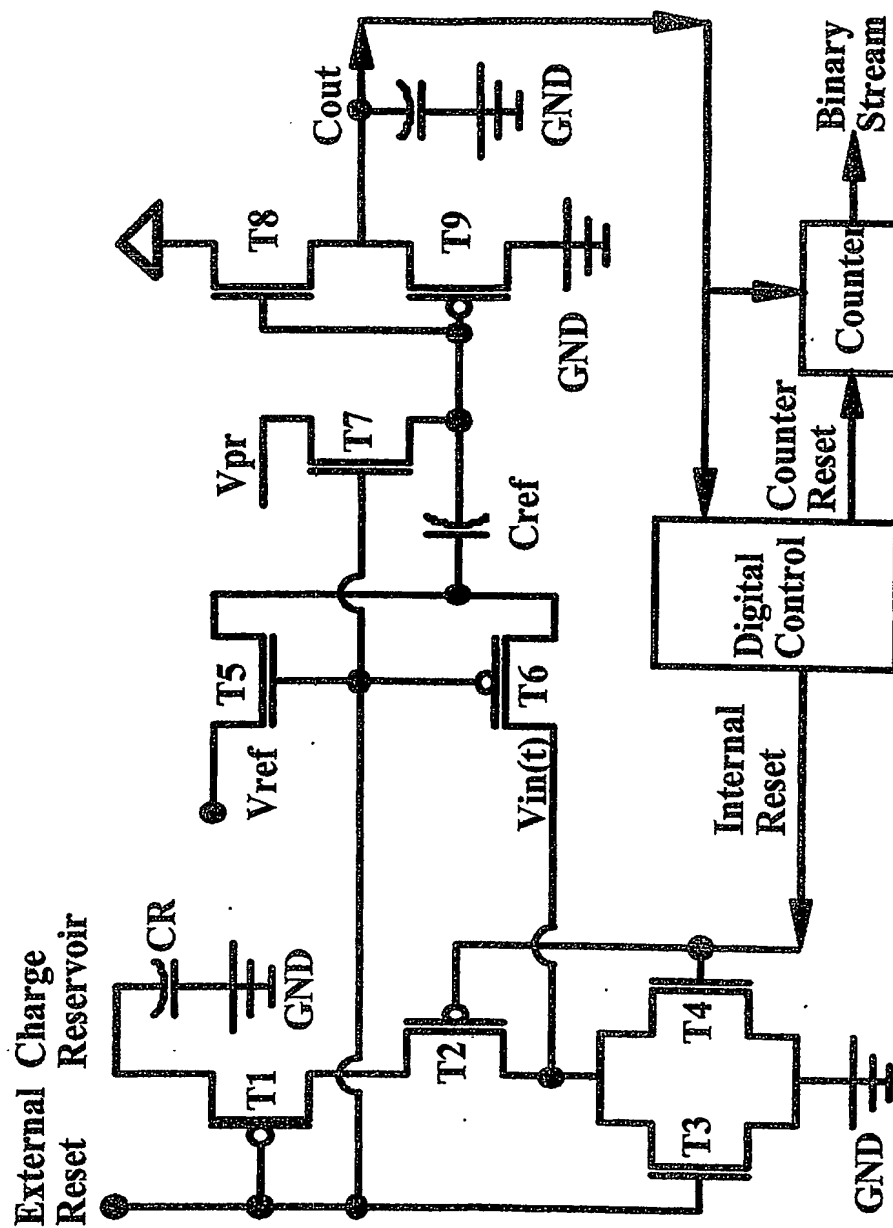 External
Reset
Charge
Reservoir
CR
GND
T1
T2
T3
T4
GND
Vref
T5
T6
Vin(t)
Vpr
T7
Cref
T8
T9
GND
Cout
GND
Internal
Reset
Digital
Control
Counter
Reset
Counter
Binary
Stream